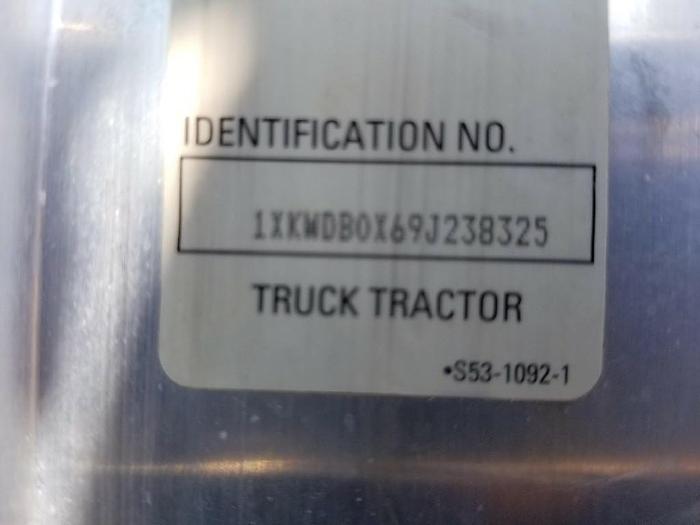 IDENTIFICATION NO.
1XKWDB0X69J238325
TRUCK TRACTOR
•S53-1092-1